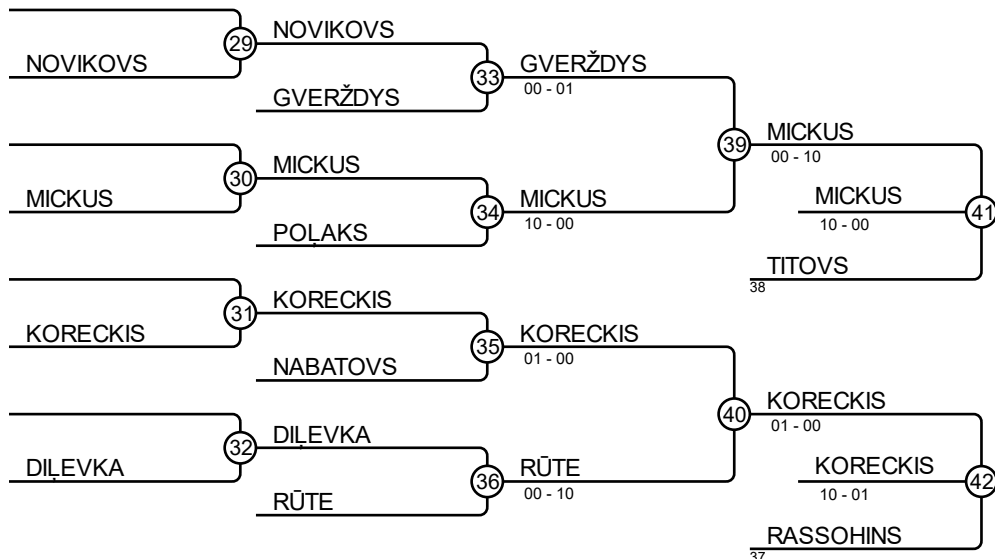 NOVIKOVS
29
NOVIKOVS
GVERŽDYS
33
GVERŽDYS
00 - 01
MICKUS
30
MICKUS
POĻAKS
34
MICKUS
10 - 00
39
MICKUS
00 - 10
MICKUS
10 - 00
41
TITOVS
38
KORECKIS
31
KORECKIS
NABATOVS
35
KORECKIS
01 - 00
DIĻEVKA
32
DIĻEVKA
RŪTE
36
RŪTE
00 - 10
40
KORECKIS
01 - 00
KORECKIS
10 - 01
42
RASSOHINS
37